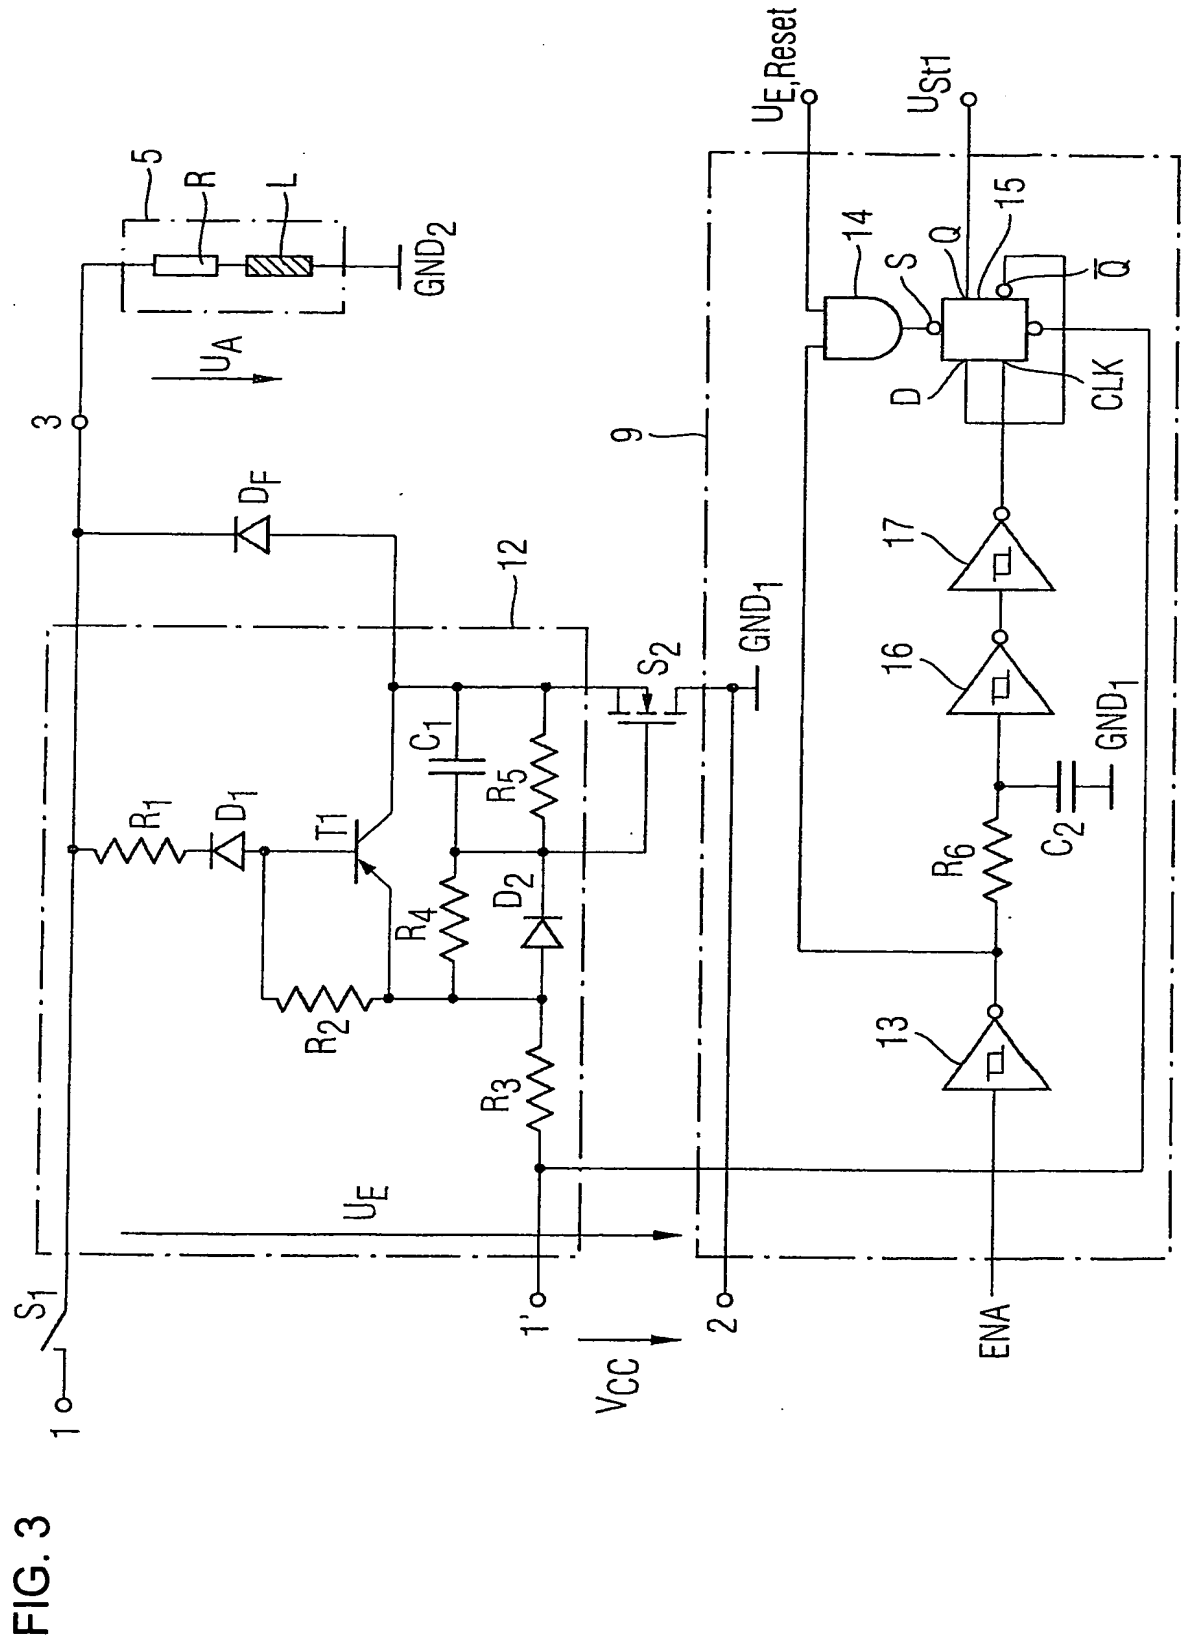 FIG. 3
1
S1
UE
R1
D1
R2
T1
R3
R4
D2
C1
R5
12
DF
3
UA
5
R
L
GND2
1'
VCC
2
S2
GND1
9
ENA
13
R6
C2
GND1
16
17
14
S
D
Q
15
CLK
Q̅
UE,Reset
USt1